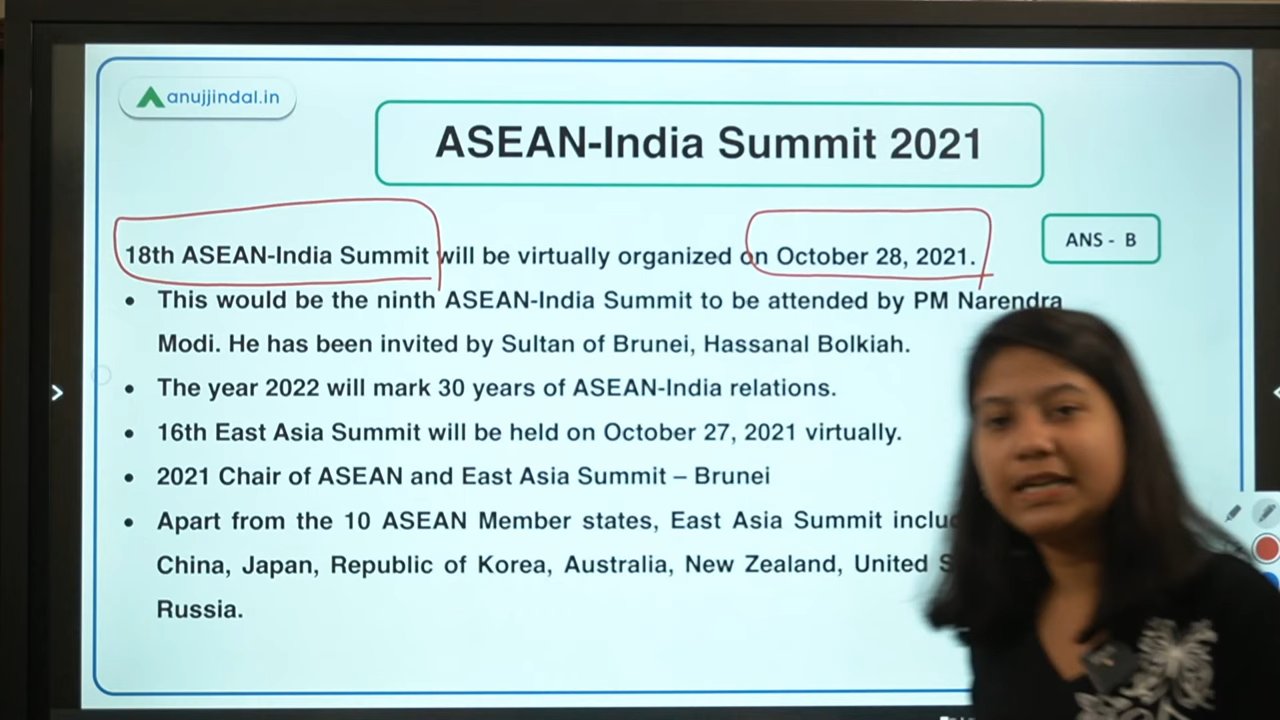 anujjindal.in
ASEAN-India Summit 2021
18th ASEAN-India Summit will be virtually organized on October 28, 2021.
ANS - B
• This would be the ninth ASEAN-India Summit to be attended by PM Narendra
Modi. He has been invited by Sultan of Brunei, Hassanal Bolkiah.
• The year 2022 will mark 30 years of ASEAN-India relations.
• 16th East Asia Summit will be held on October 27, 2021 virtually.
• 2021 Chair of ASEAN and East Asia Summit – Brunei
• Apart from the 10 ASEAN Member states, East Asia Summit
China, Japan, Republic of Korea, Australia, New Zealand, United
Russia.